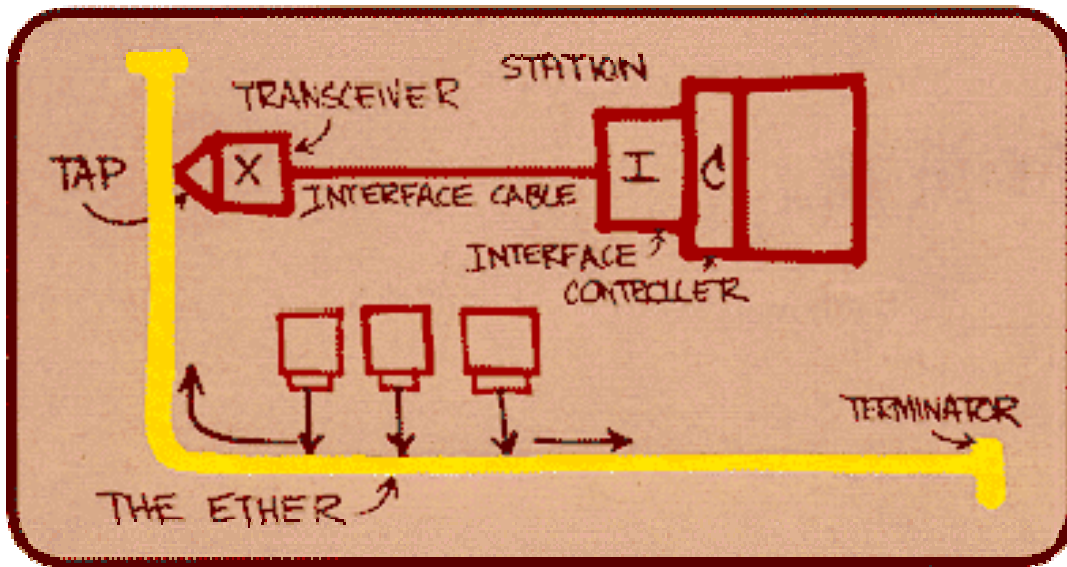 STATION
TRANSCEIVER
TAP
X
I
C
INTERFACE CABLE
INTERFACE
CONTROLLER
TERMINATOR
THE ETHER